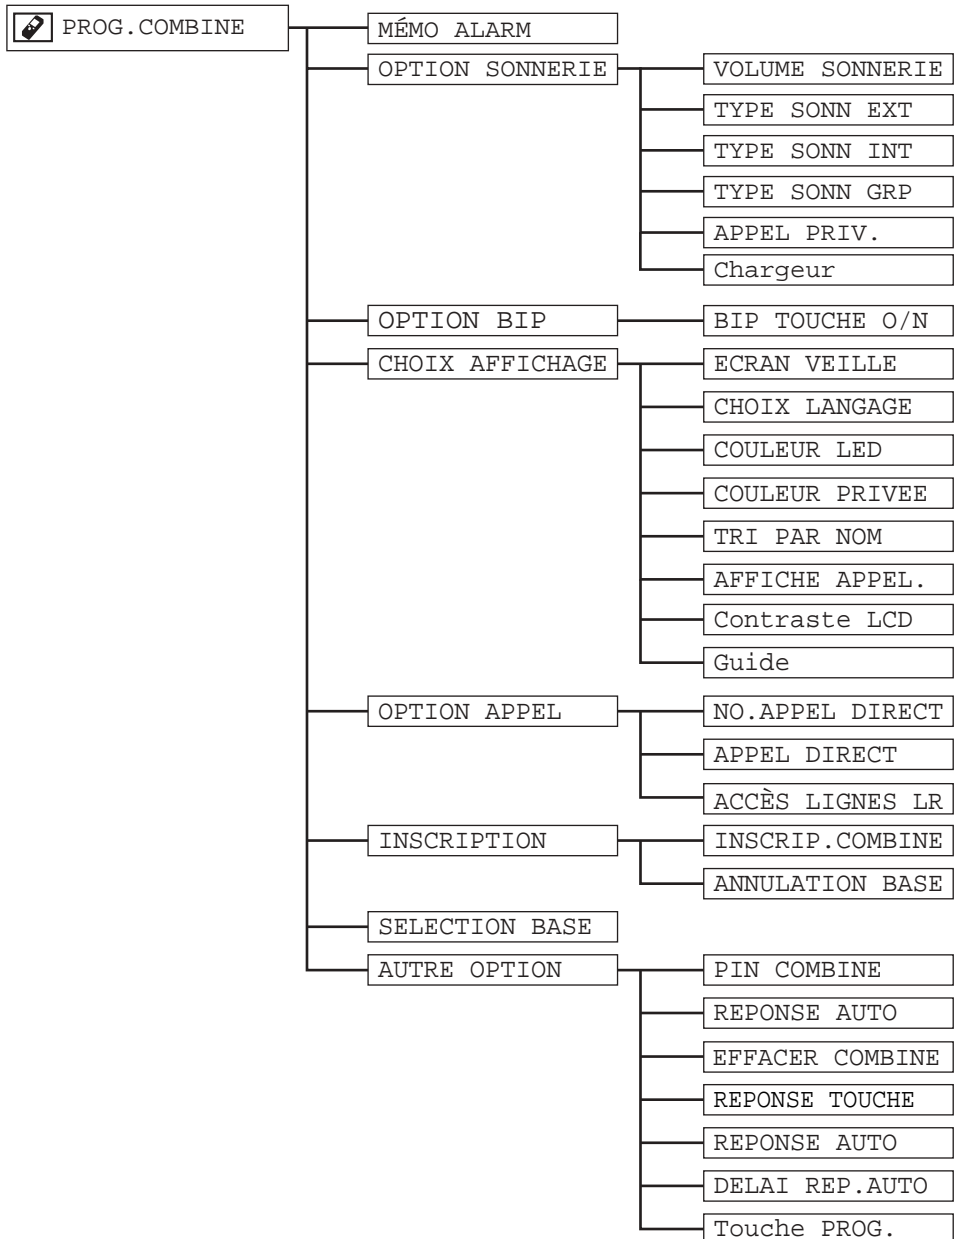 PROG.COMBINE
MÉMO ALARM
OPTION SONNERIE
VOLUME SONNERIE
TYPE SONN EXT
TYPE SONN INT
TYPE SONN GRP
APPEL PRIV.
Chargeur
OPTION BIP
BIP TOUCHE O/N
CHOIX AFFICHAGE
ECRAN VEILLE
CHOIX LANGAGE
COULEUR LED
COULEUR PRIVEE
TRI PAR NOM
AFFICHE APPEL.
Contraste LCD
Guide
OPTION APPEL
NO.APPEL DIRECT
APPEL DIRECT
ACCÈS LIGNES LR
INSCRIPTION
INSCRIP.COMBINE
ANNULATION BASE
SELECTION BASE
AUTRE OPTION
PIN COMBINE
REPONSE AUTO
EFFACER COMBINE
REPONSE TOUCHE
REPONSE AUTO
DELAI REP.AUTO
Touche PROG.